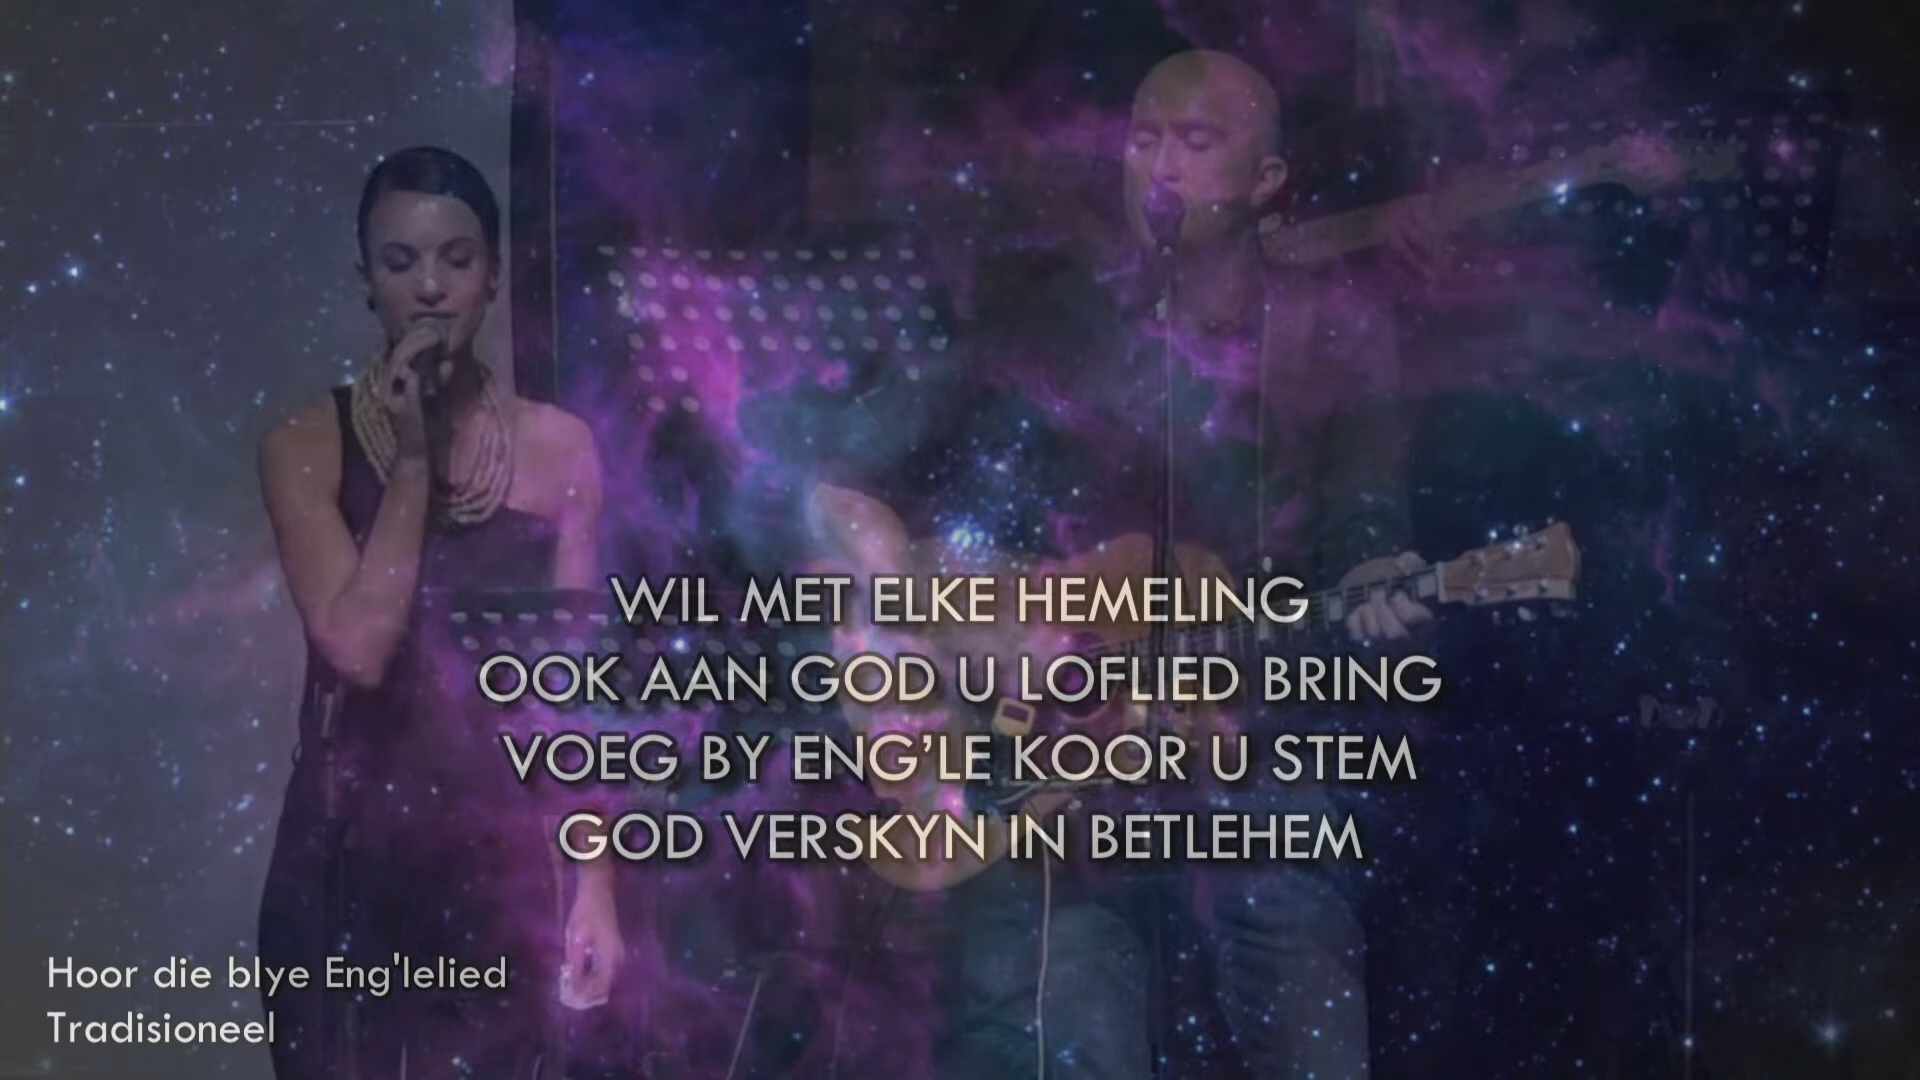 WIL MET ELKE HEMELING
OOK AAN GOD U LOFLIED BRING
VOEG BY ENG’LE KOOR U STEM
GOD VERSKYN IN BETLEHEM
Hoor die blye Eng'lelied
Tradisioneel